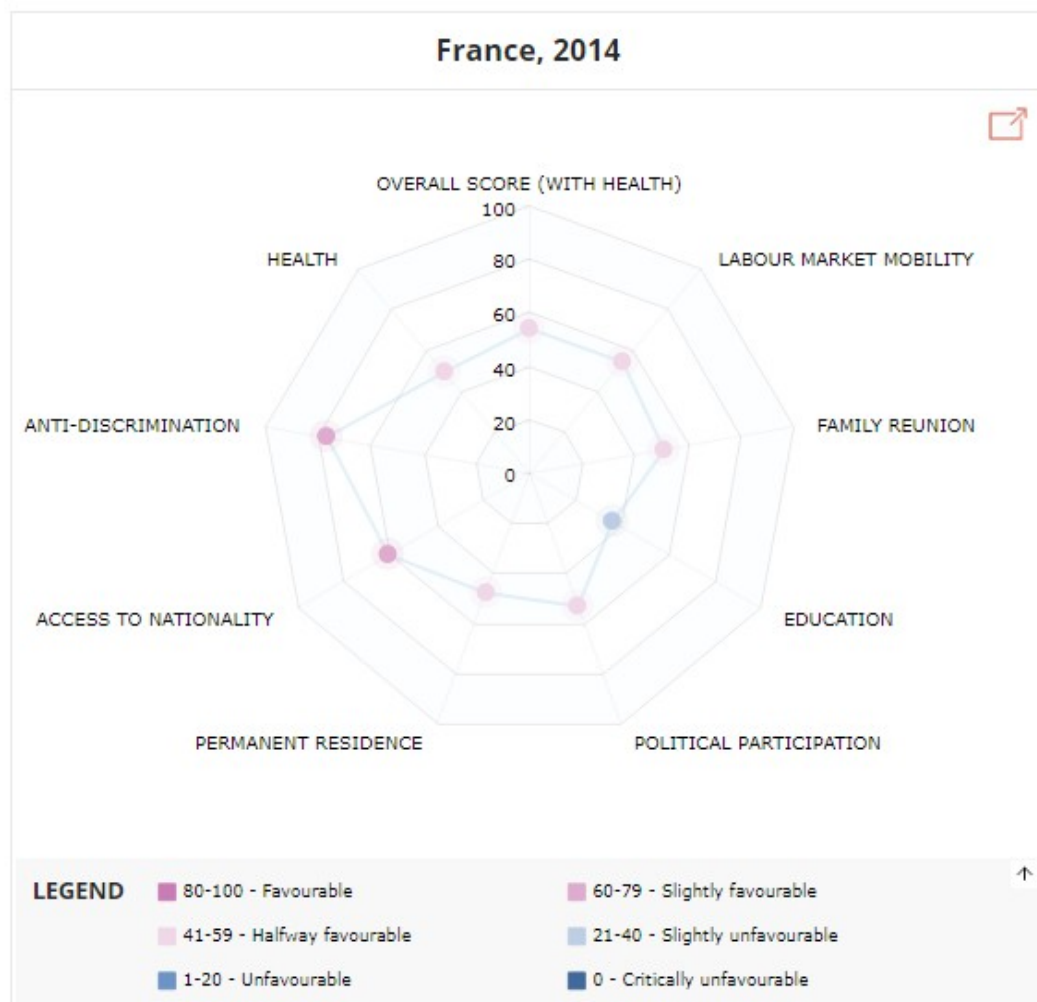 France, 2014
OVERALL SCORE (WITH HEALTH)
100
HEALTH
LABOUR MARKET MOBILITY
80
60
40
ANTI-DISCRIMINATION
FAMILY REUNION
20
0
ACCESS TO NATIONALITY
EDUCATION
PERMANENT RESIDENCE
POLITICAL PARTICIPATION
LEGEND
80-100 - Favourable
60-79 - Slightly favourable
41-59 - Halfway favourable
21-40 - Slightly unfavourable
1-20 - Unfavourable
0 - Critically unfavourable